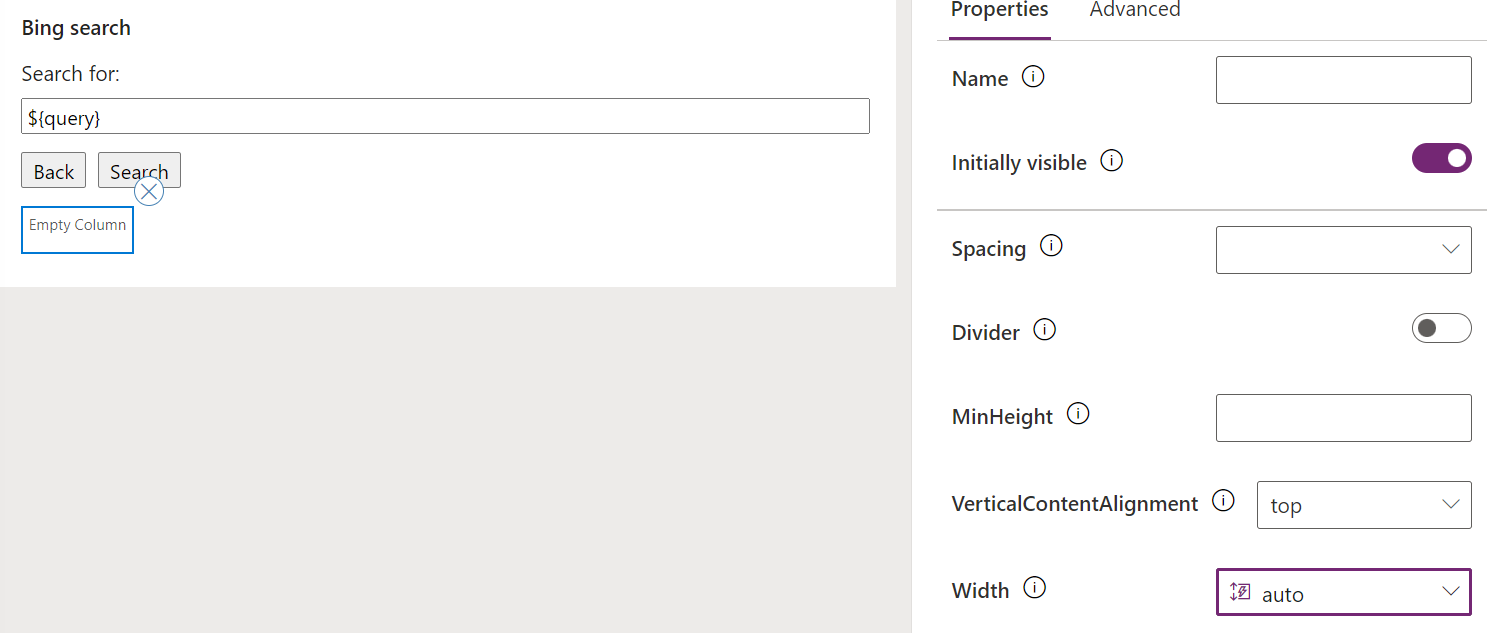 Bing search
Search for:
${query}
Back Search
Empty Column
Properties Advanced
Name
Initially visible
Spacing
Divider
MinHeight
VerticalContentAlignment top
Width auto